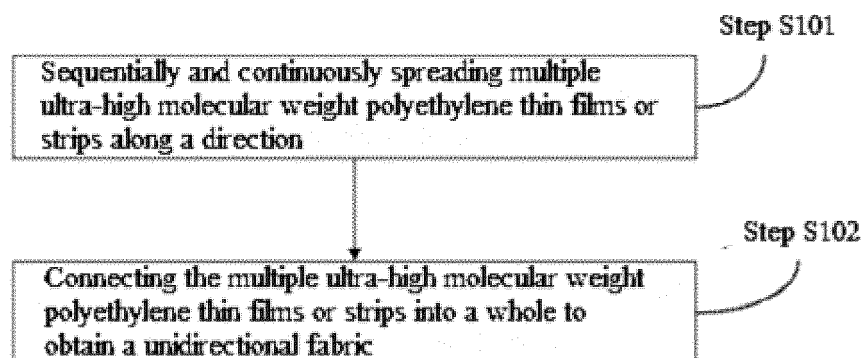 Step S101
Sequentially and continuously spreading multiple
ultra-high molecular weight polyethylene thin films or
strips along a direction
Step S102
Connecting the multiple ultra-high molecular weight
polyethylene thin films or strips into a whole to
obtain a unidirectional fabric